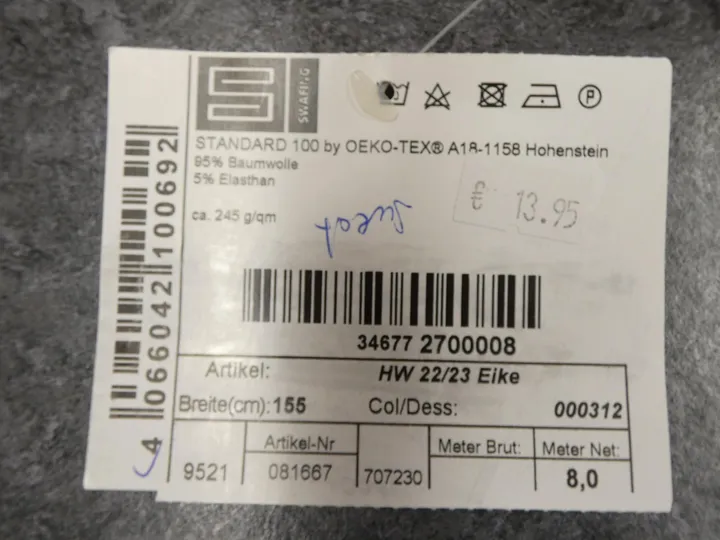 SWAFING
STANDARD 100 by OEKO-TEX® A18-1158 Hohenstein
95% Baumwolle
5% Elasthan
ca. 245 g/qm
€ 13.95
Sweat
34677 2700008
Artikel: HW 22/23 Eike
Breite(cm): 155 Col/Dess: 000312
Artikel-Nr Meter Brut: Meter Net:
9521 081667 707230 8,0
4 066042 100692
P